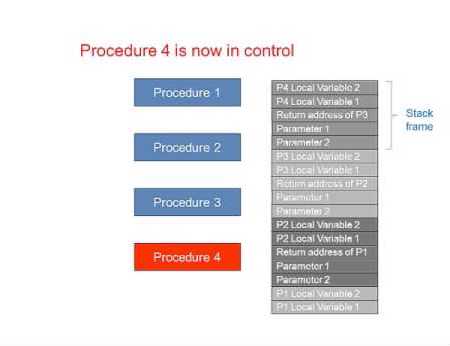 Procedure 4 is now in control
Procedure 1
Procedure 2
Procedure 3
Procedure 4
P4 Local Variable 2
P4 Local Variable 1
Return address of P3
Parameter 1
Parameter 2
P3 Local Variable 2
P3 Local Variable 1
Return address of P2
Parameter 1
Parameter 2
P2 Local Variable 2
P2 Local Variable 1
Return address of P1
Parameter 1
Parameter 2
P1 Local Variable 2
P1 Local Variable 1
Stack
frame